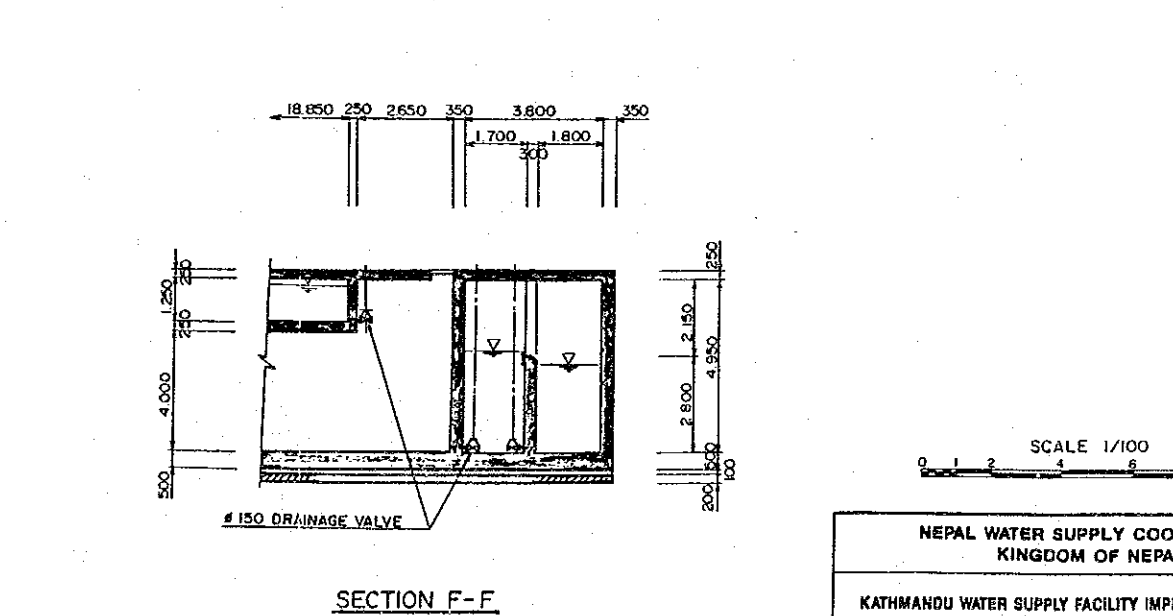 18.850 250 2.650 350 3.800 350
1.700 1.800
300
250
1.250
250
4.000
500
250
2.150
4.950
2.800
500
100
200
ø 150 DRAINAGE VALVE
SECTION F-F
SCALE 1/100
0 1 2 4 6
NEPAL WATER SUPPLY COO
KINGDOM OF NEPA
KATHMANDU WATER SUPPLY FACILITY IMP